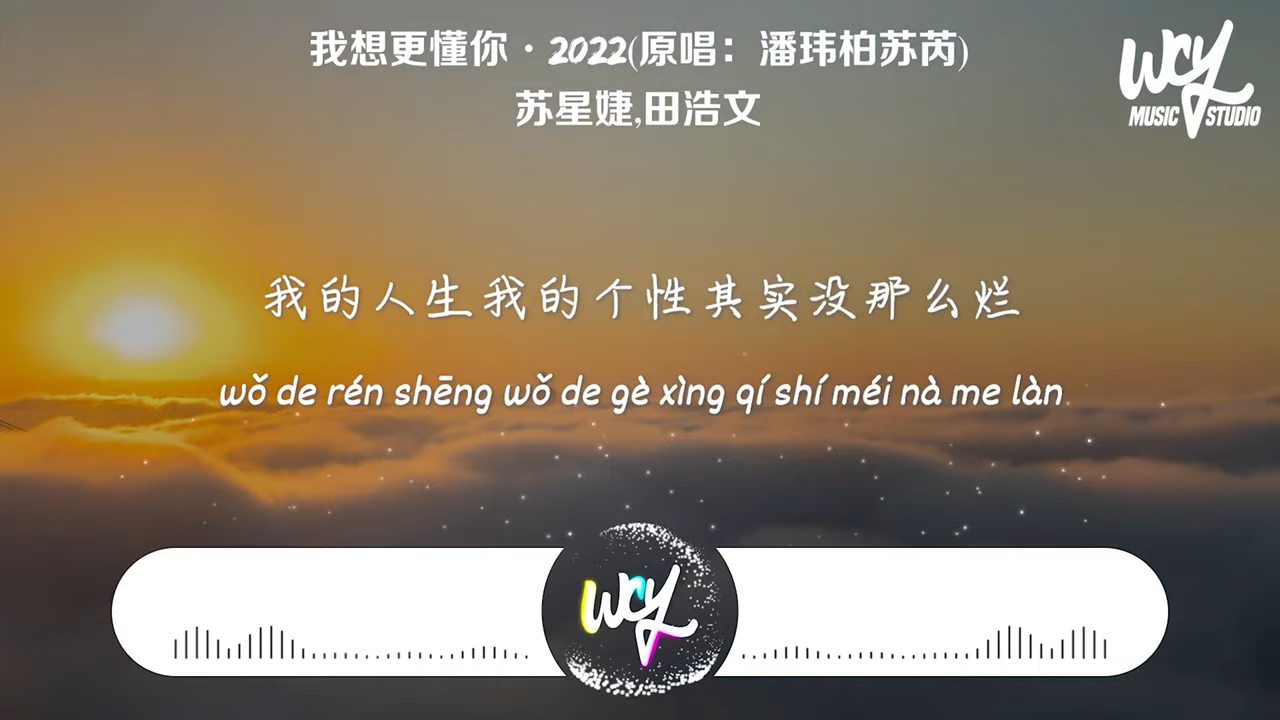 我想更懂你·2022(原唱：潘玮柏苏芮)
苏星婕,田浩文
wcy
MUSIC STUDIO
我的人生我的个性其实没那么烂
wǒ de rén shēng wǒ de gè xìng qí shí méi nà me làn
wcy